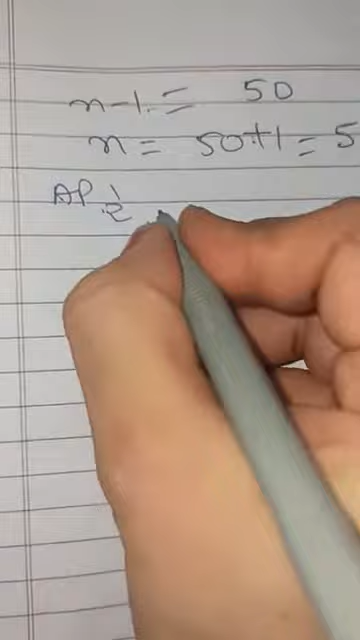 n-1 = 50
n = 50+1 = 5
AP